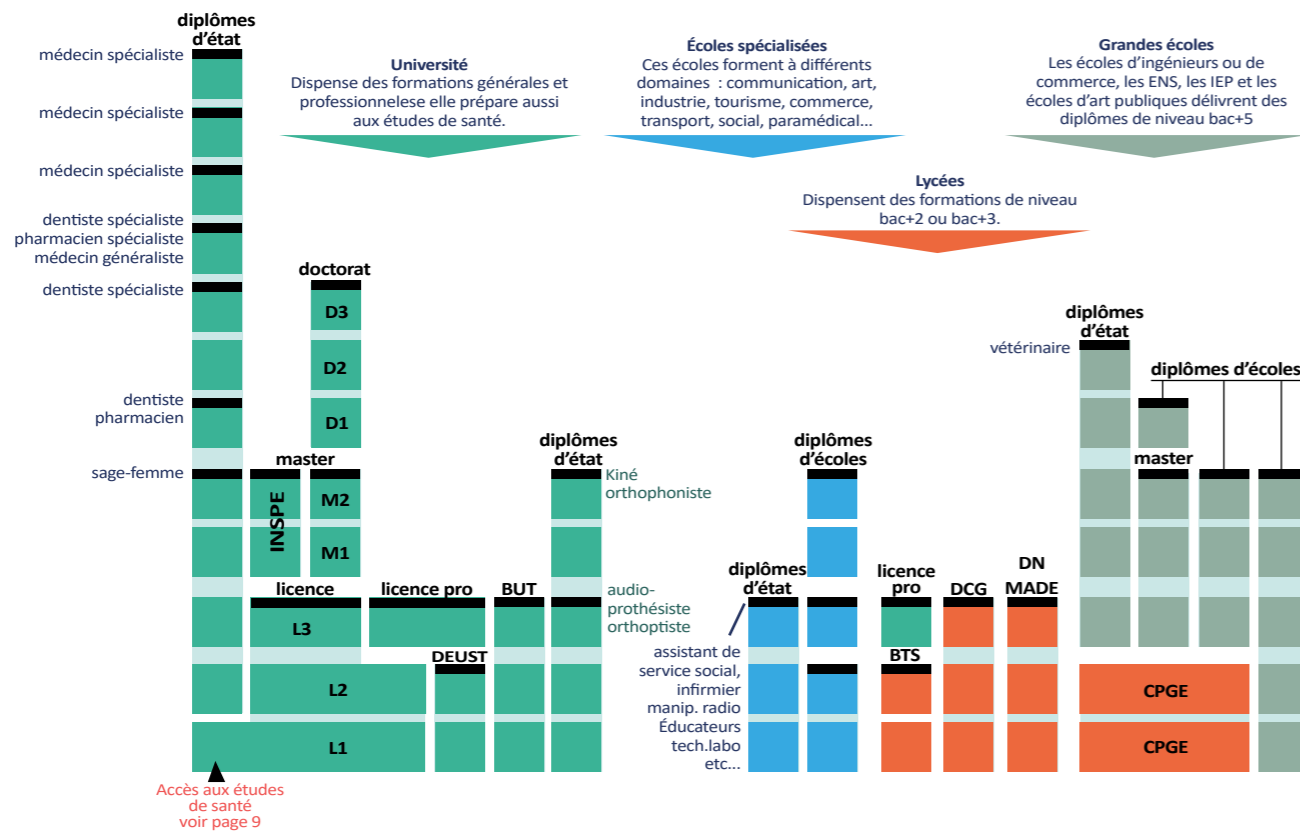 diplômes
d'état
médecin spécialiste
médecin spécialiste
médecin spécialiste
dentiste spécialiste
pharmacien spécialiste
médecin généraliste
dentiste spécialiste
dentiste
pharmacien
sage-femme
Université
Dispense des formations générales et
professionnelese elle prépare aussi
aux études de santé.
Écoles spécialisées
Ces écoles forment à différents
domaines : communication, art,
industrie, tourisme, commerce,
transport, social, paramédical...
Grandes écoles
Les écoles d'ingénieurs ou de
commerce, les ENS, les IEP et les
écoles d'art publiques délivrent des
diplômes de niveau bac+5
Lycées
Dispensent des formations de niveau
bac+2 ou bac+3.
doctorat
D3
D2
D1
master
INSPE
M2
M1
licence
L3
licence pro
BUT
DEUST
L2
L1
diplômes
d'état
Kiné
orthophoniste
audio-
prothésiste
orthoptiste
Accès aux études
de santé
voir page 9
diplômes
d'écoles
diplômes
d'état
assistant de
service social,
infirmier
manip. radio
Éducateurs
tech.labo
etc...
licence
pro
BTS
DCG
DN
MADE
diplômes
d'état
vétérinaire
diplômes d'écoles
master
CPGE
CPGE